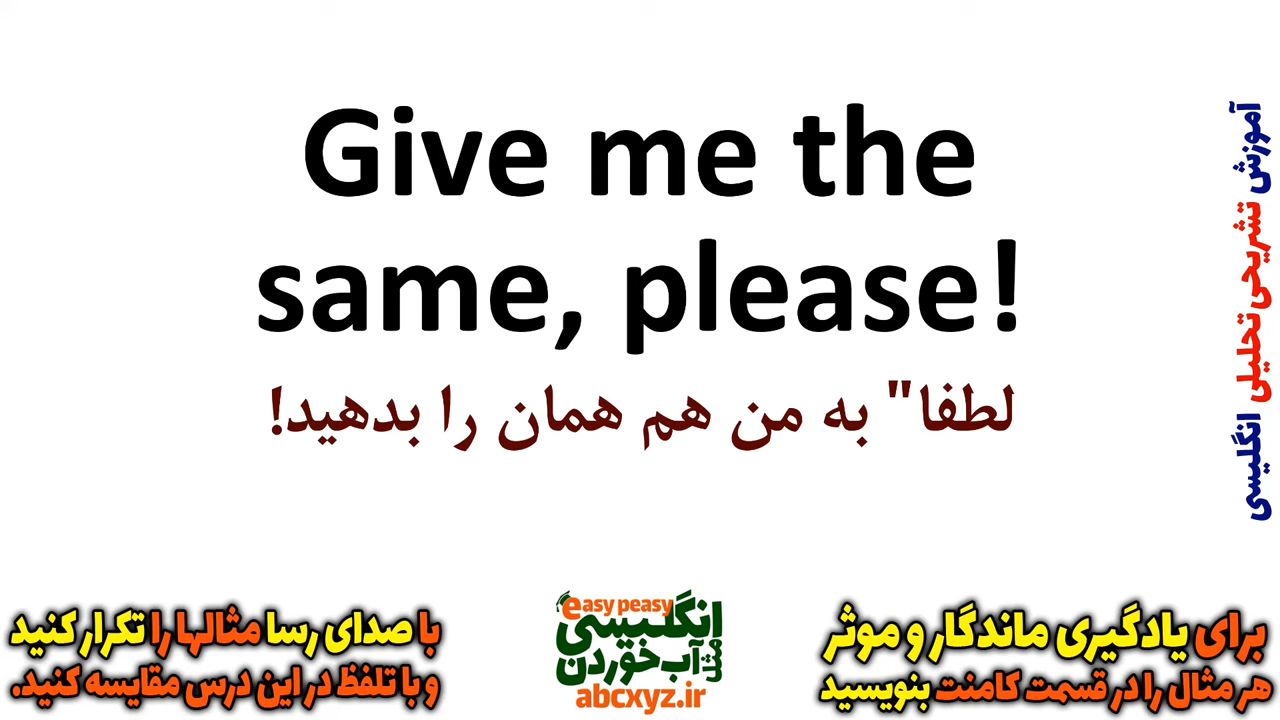 Give me the
same, please!
لطفا" به من هم همان را بدهید!
آموزش تشریحی تحلیلی انگلیسی
برای یادگیری ماندگار و موثر
هر مثال را در قسمت کامنت بنویسید
easy peasy
انگلیسی
مثل آب خوردن
abcxyz.ir
با صدای رسا مثالها را تکرار کنید
و با تلفظ در این درس مقایسه کنید.